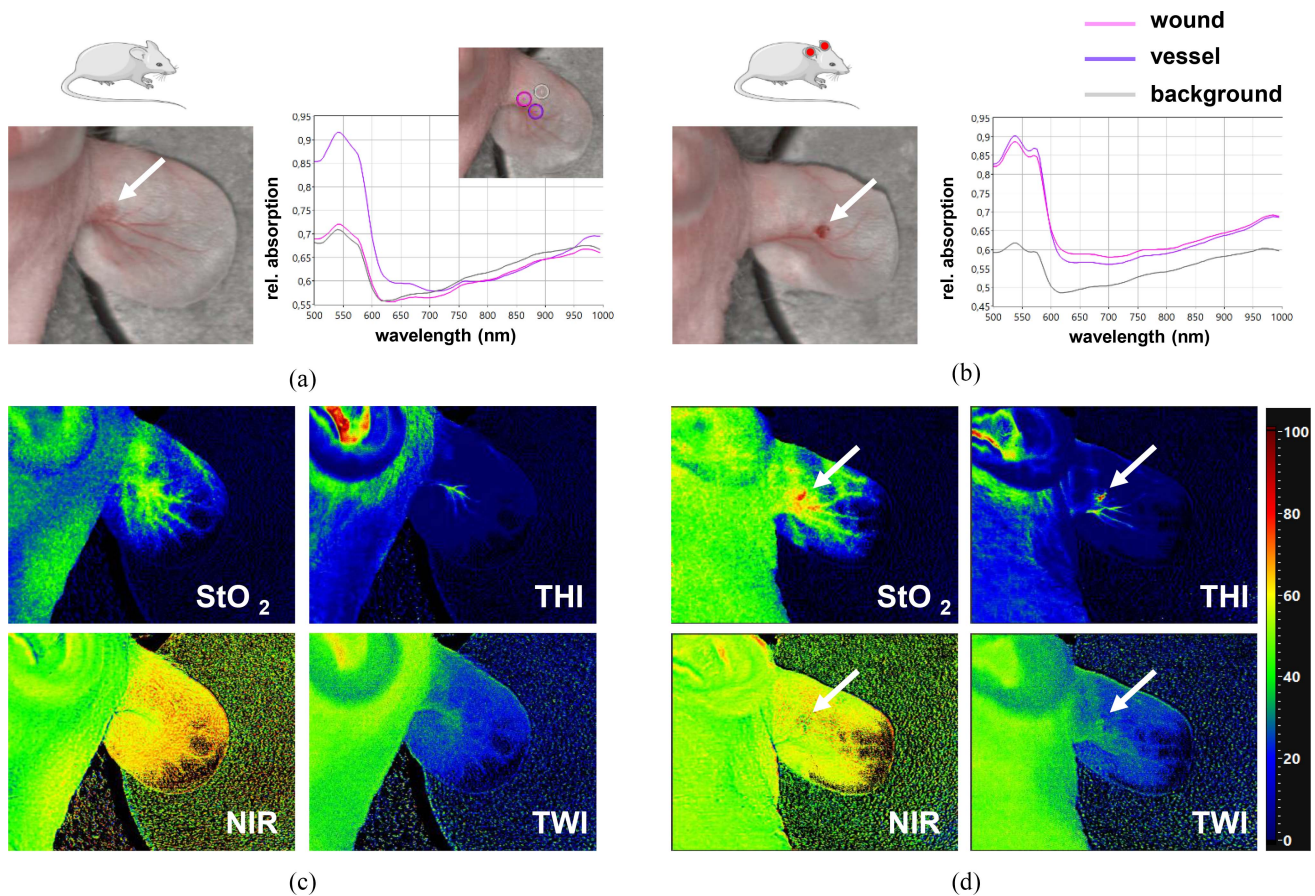 wound
vessel
background
0,95
0,9
0,85
0,8
0,75
0,7
0,65
0,6
0,55
rel. absorption
500 550 600 650 700 750 800 850 900 950 1000
wavelength (nm)
(a)
0,95
0,9
0,85
0,8
0,75
0,7
0,65
0,6
0,55
0,5
0,45
rel. absorption
500 550 600 650 700 750 800 850 900 950 1000
wavelength (nm)
(b)
StO 2
THI
NIR
TWI
(c)
StO 2
THI
NIR
TWI
100
80
60
40
20
0
(d)